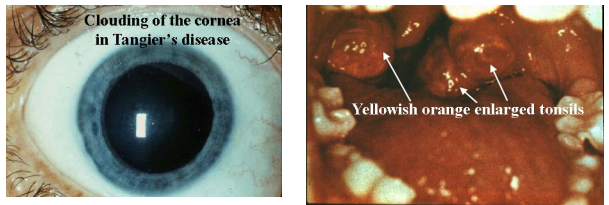 Clouding of the cornea
in Tangier's disease
Yellowish orange enlarged tonsils